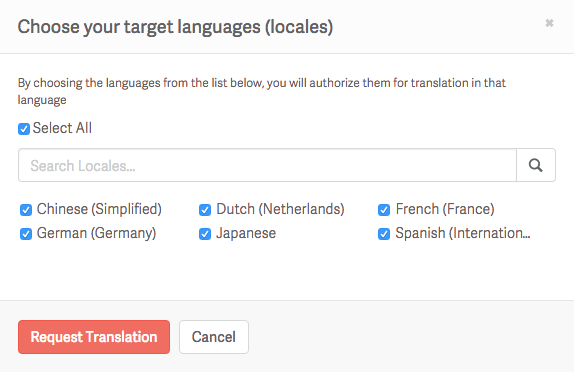 Choose your target languages (locales)
By choosing the languages from the list below, you will authorize them for translation in that
language
Select All
Search Locales...
Chinese (Simplified) Dutch (Netherlands) French (France)
German (Germany) Japanese Spanish (Internation...
Request Translation Cancel